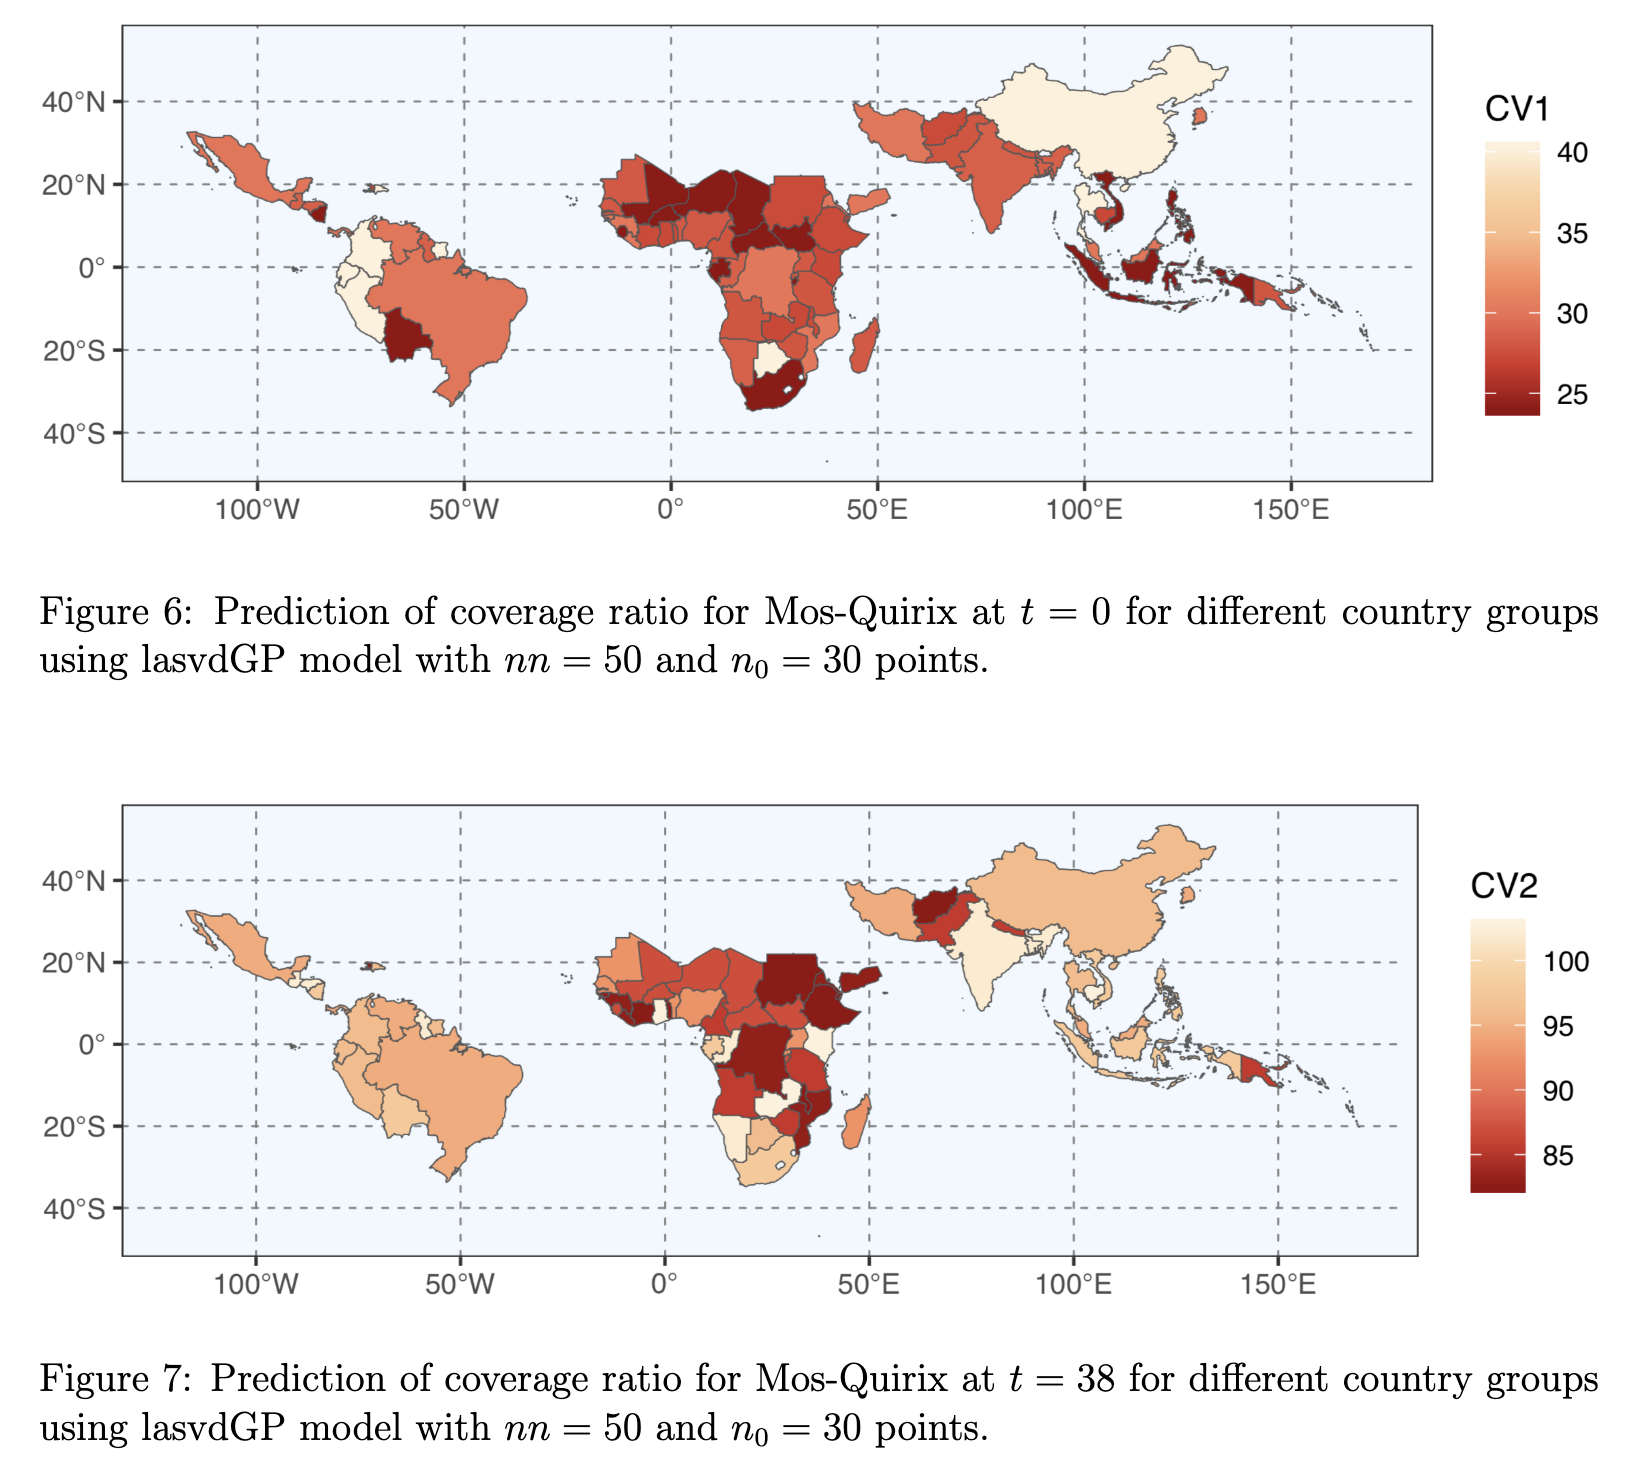 40°N
20°N
0°
20°S
40°S
100°W 50°W 0° 50°E 100°E 150°E
CV1
40
35
30
25
Figure 6: Prediction of coverage ratio for Mos-Quirix at t = 0 for different country groups
using lasvdGP model with nn = 50 and n₀ = 30 points.
40°N
20°N
0°
20°S
40°S
100°W 50°W 0° 50°E 100°E 150°E
CV2
100
95
90
85
Figure 7: Prediction of coverage ratio for Mos-Quirix at t = 38 for different country groups
using lasvdGP model with nn = 50 and n₀ = 30 points.